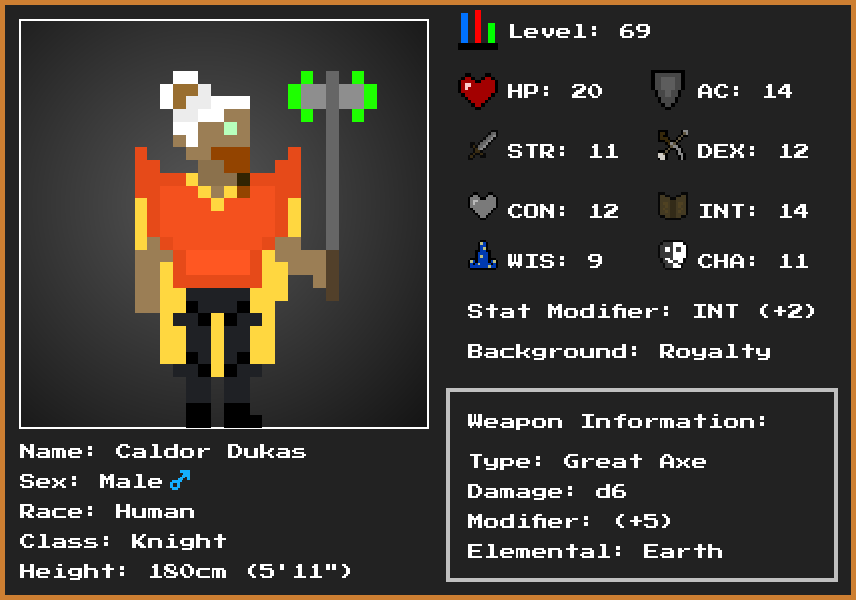 Level: 69
HP: 20 AC: 14
STR: 11 DEX: 12
CON: 12 INT: 14
WIS: 9 CHA: 11
Stat Modifier: INT (+2)
Background: Royalty
Weapon Information:
Type: Great Axe
Damage: d6
Modifier: (+5)
Elemental: Earth
Name: Caldor Dukas
Sex: Male♂
Race: Human
Class: Knight
Height: 180cm (5'11")